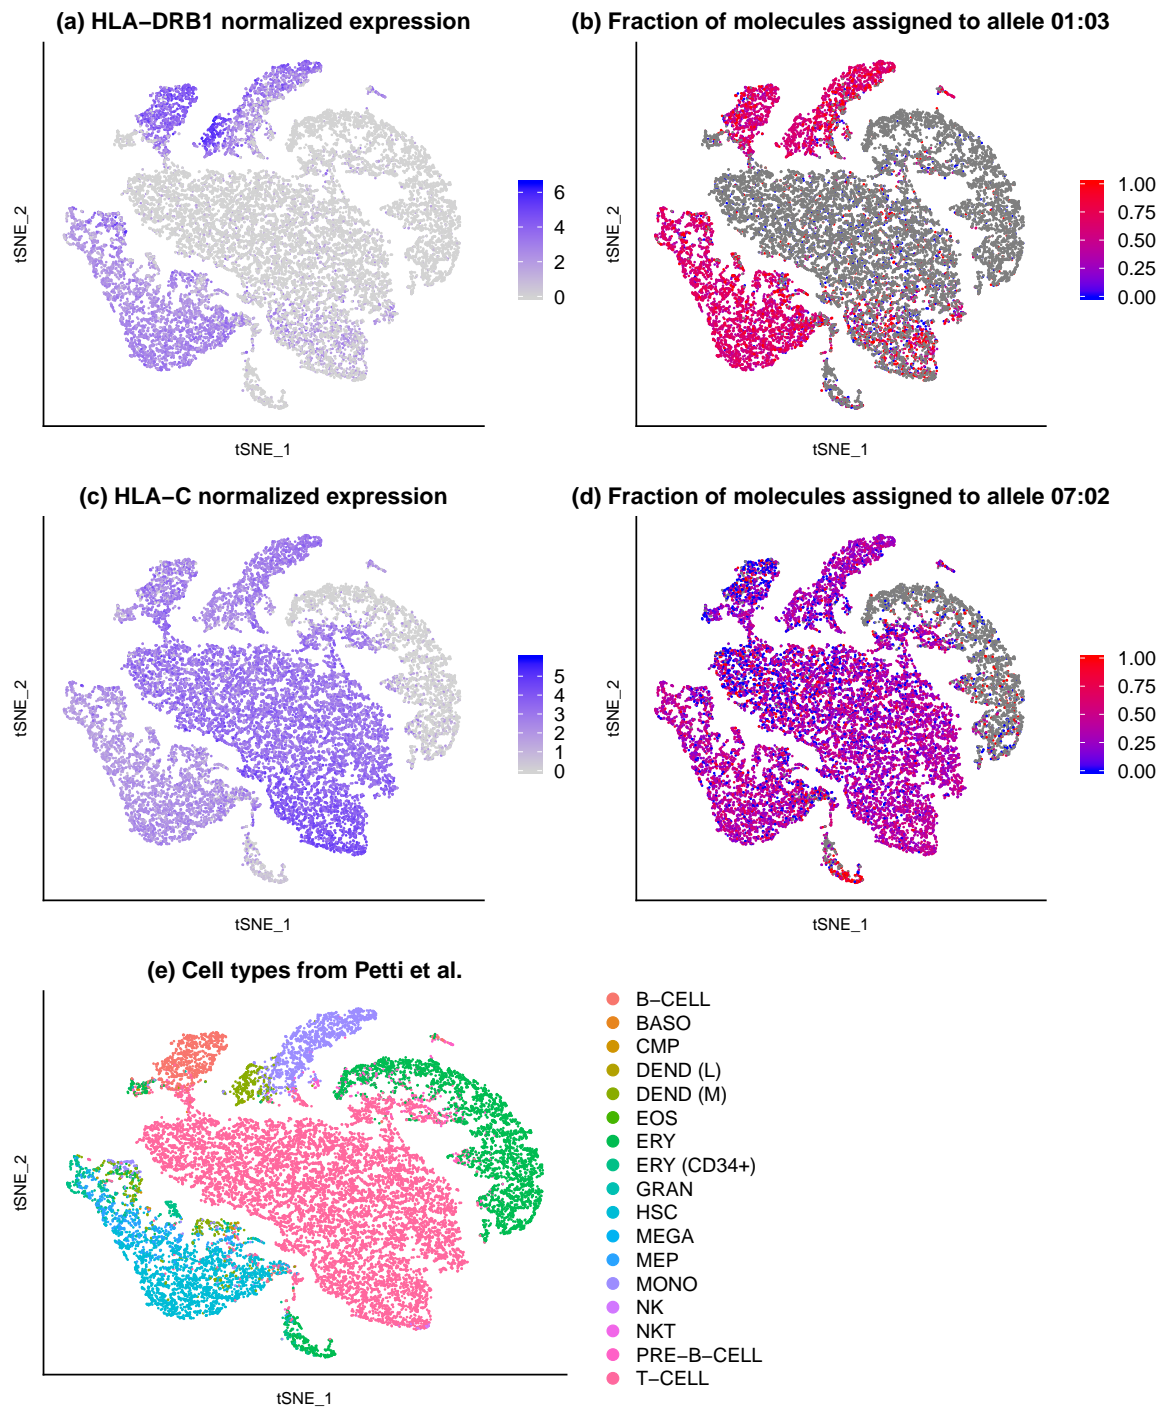 (a) HLA−DRB1 normalized expression
(b) Fraction of molecules assigned to allele 01:03
tSNE_2
6
4
2
0
tSNE_1
tSNE_2
1.00
0.75
0.50
0.25
0.00
tSNE_1
(c) HLA−C normalized expression
(d) Fraction of molecules assigned to allele 07:02
tSNE_2
5
4
3
2
1
0
tSNE_1
tSNE_2
1.00
0.75
0.50
0.25
0.00
tSNE_1
(e) Cell types from Petti et al.
tSNE_2
tSNE_1
B−CELL
BASO
CMP
DEND (L)
DEND (M)
EOS
ERY
ERY (CD34+)
GRAN
HSC
MEGA
MEP
MONO
NK
NKT
PRE−B−CELL
T−CELL